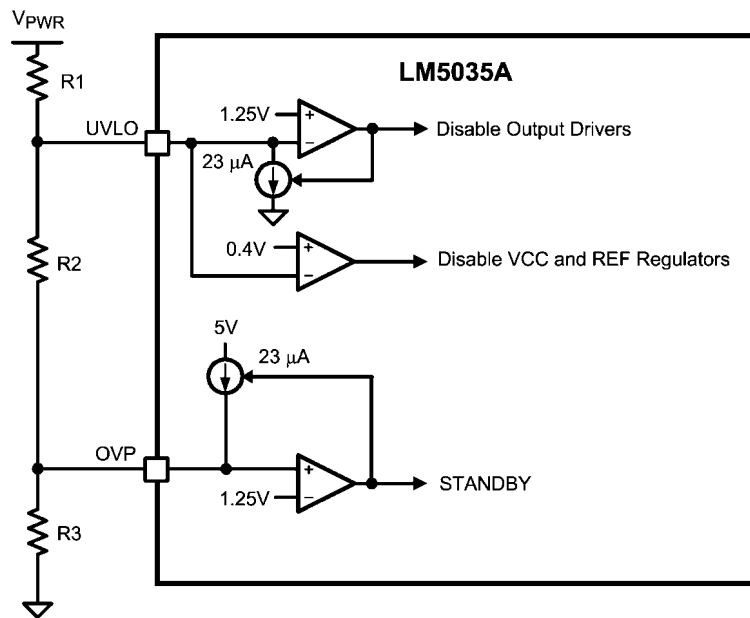 VPWR
LM5035A
R1
UVLO
1.25V
+
−
Disable Output Drivers
23 μA
R2
0.4V
+
−
Disable VCC and REF Regulators
5V
23 μA
OVP
+
1.25V
−
STANDBY
R3